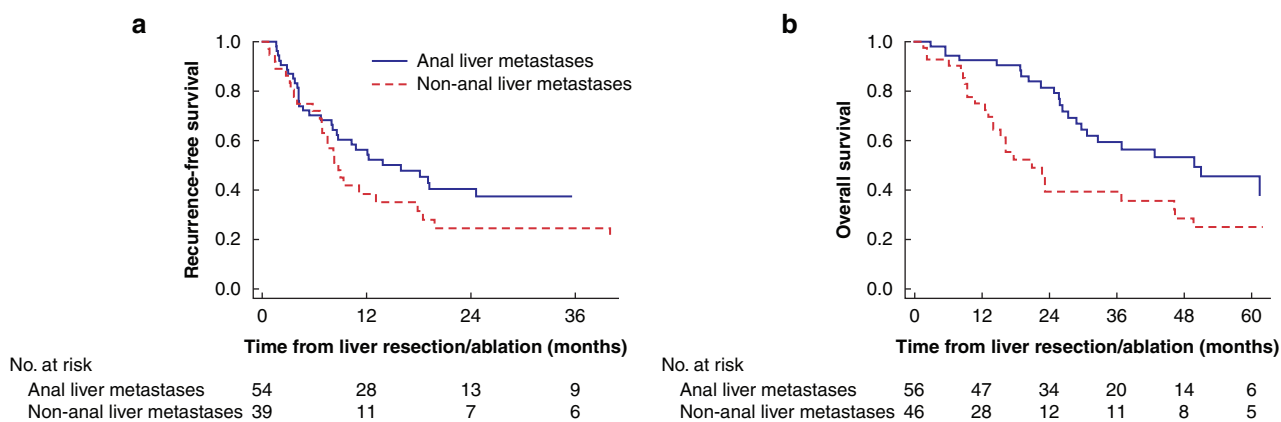 a
1.0
0.8
0.6
0.4
0.2
0.0
Recurrence-free survival
Anal liver metastases
Non-anal liver metastases
0 12 24 36
Time from liver resection/ablation (months)
No. at risk
Anal liver metastases 54 28 13 9
Non-anal liver metastases 39 11 7 6
b
1.0
0.8
0.6
0.4
0.2
0.0
Overall survival
0 12 24 36 48 60
Time from liver resection/ablation (months)
No. at risk
Anal liver metastases 56 47 34 20 14 6
Non-anal liver metastases 46 28 12 11 8 5